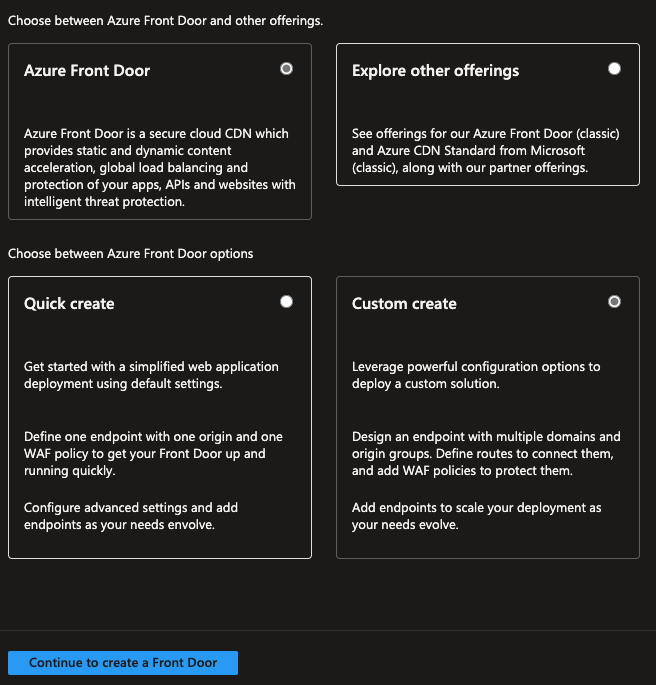 Choose between Azure Front Door and other offerings.
Azure Front Door
Azure Front Door is a secure cloud CDN which
provides static and dynamic content
acceleration, global load balancing and
protection of your apps, APIs and websites with
intelligent threat protection.
Explore other offerings
See offerings for our Azure Front Door (classic)
and Azure CDN Standard from Microsoft
(classic), along with our partner offerings.
Choose between Azure Front Door options
Quick create
Get started with a simplified web application
deployment using default settings.
Define one endpoint with one origin and one
WAF policy to get your Front Door up and
running quickly.
Configure advanced settings and add
endpoints as your needs envolve.
Custom create
Leverage powerful configuration options to
deploy a custom solution.
Design an endpoint with multiple domains and
origin groups. Define routes to connect them,
and add WAF policies to protect them.
Add endpoints to scale your deployment as
your needs evolve.
Continue to create a Front Door